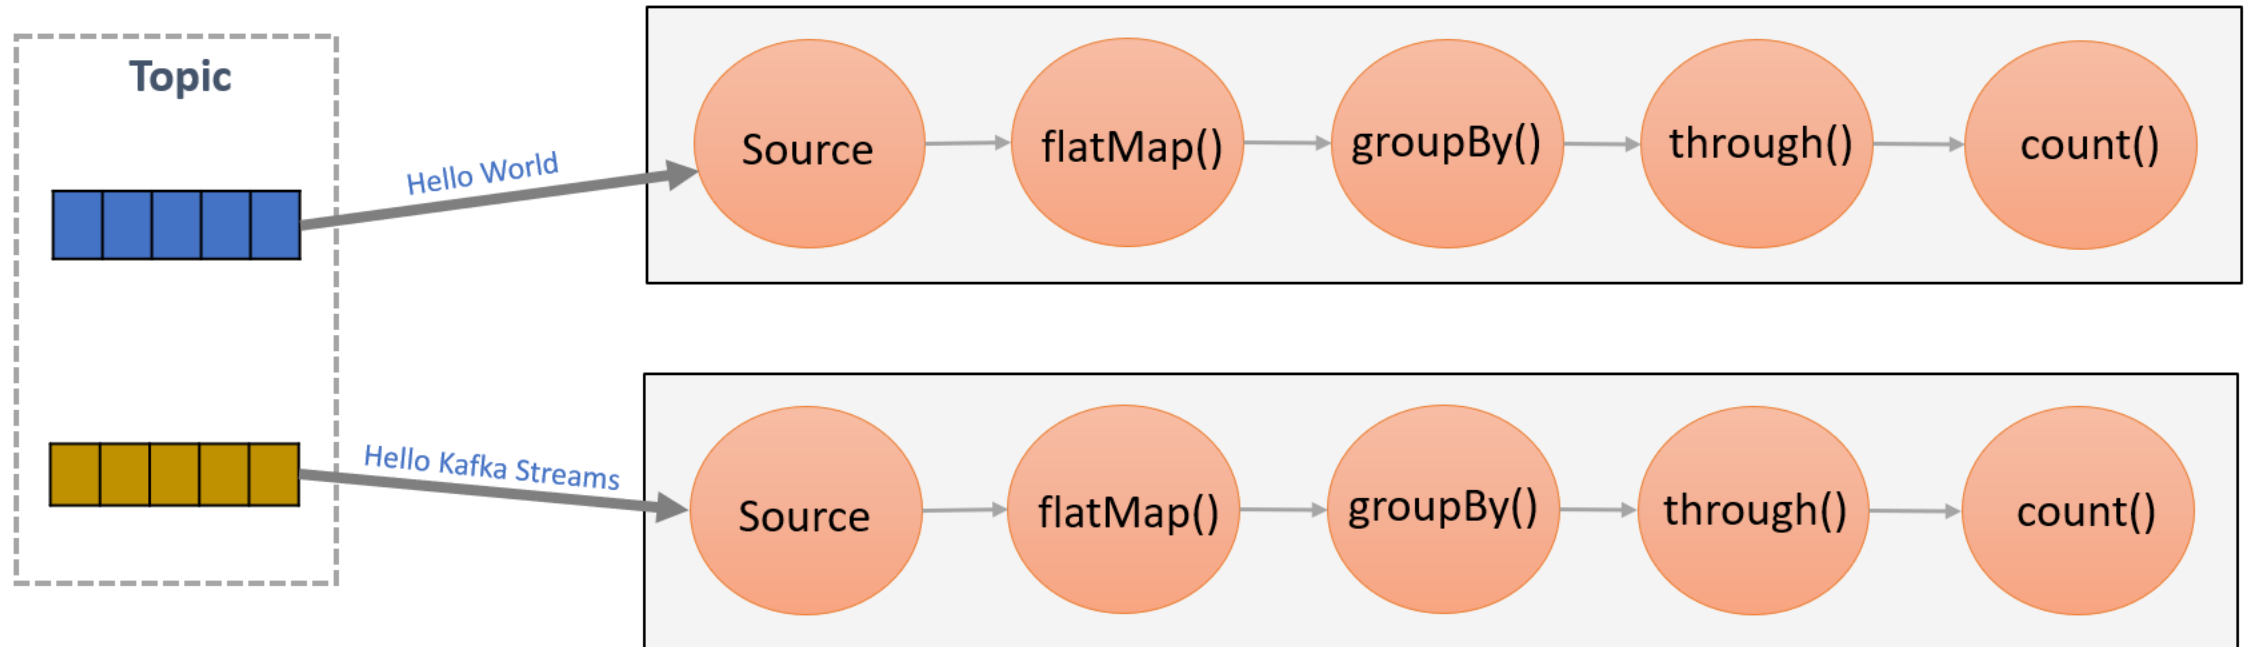 Topic
Hello World
Source
flatMap()
groupBy()
through()
count()
Hello Kafka Streams
Source
flatMap()
groupBy()
through()
count()